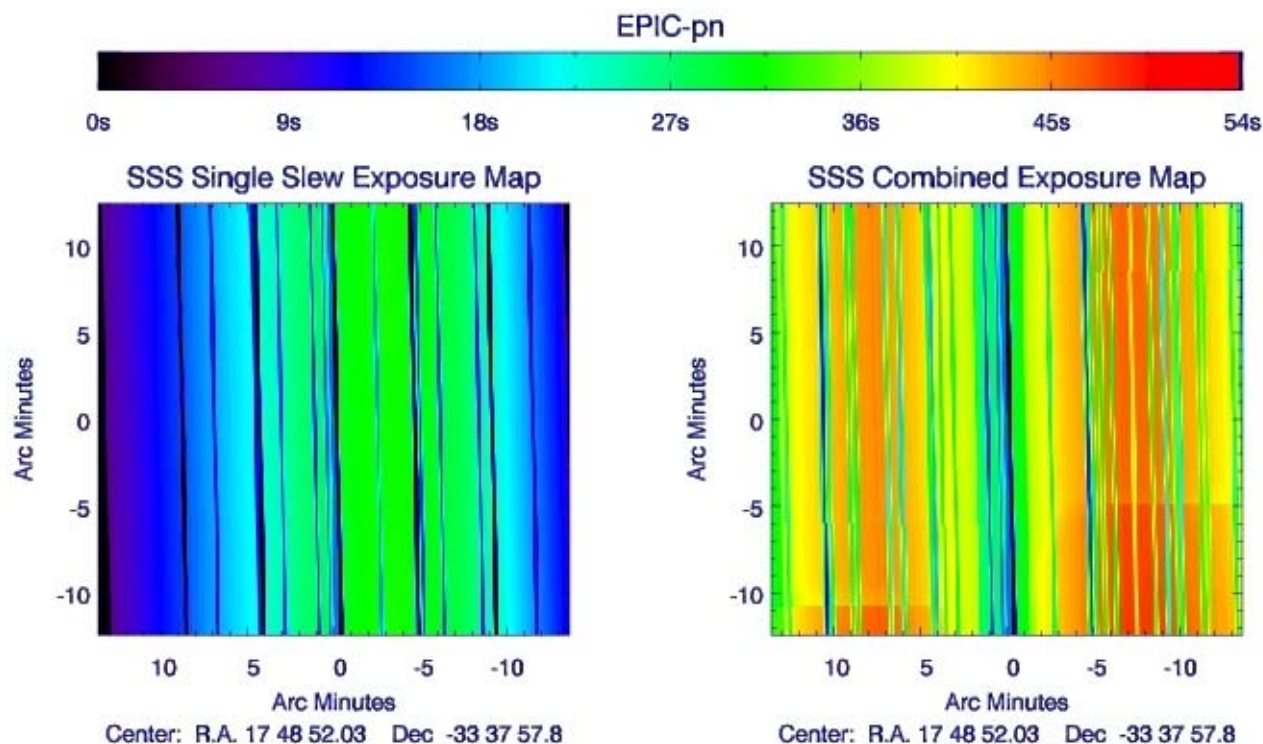 EPIC-pn
0s 9s 18s 27s 36s 45s 54s
SSS Single Slew Exposure Map
10
5
0
-5
-10
Arc Minutes
10 5 0 -5 -10
Arc Minutes
Center: R.A. 17 48 52.03 Dec -33 37 57.8
SSS Combined Exposure Map
10
5
0
-5
-10
Arc Minutes
10 5 0 -5 -10
Arc Minutes
Center: R.A. 17 48 52.03 Dec -33 37 57.8